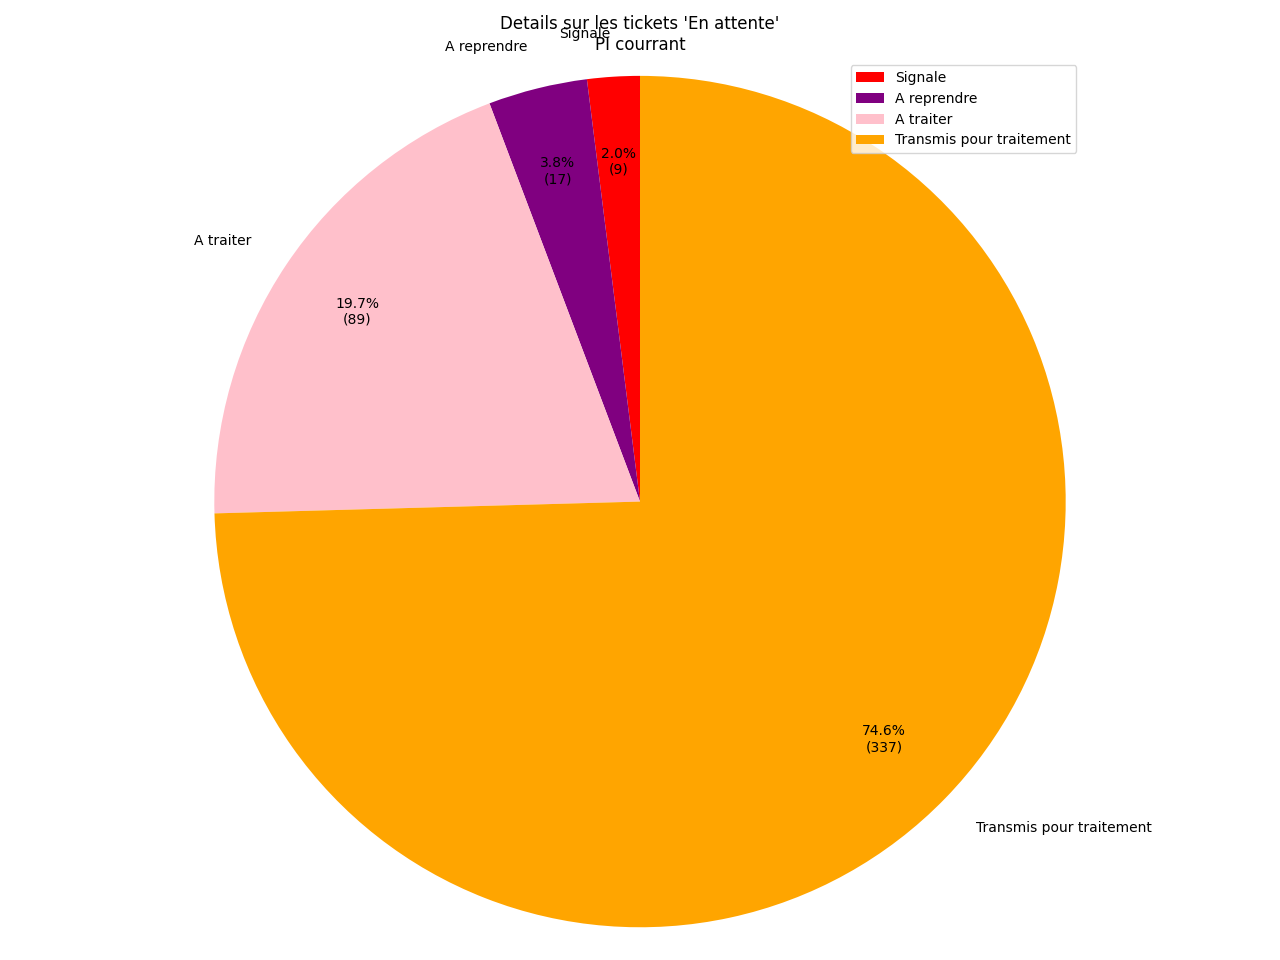 Details sur les tickets 'En attente'
PI courrant
Signale
A reprendre
A traiter
Transmis pour traitement
Signale
A reprendre
A traiter
Transmis pour traitement
2.0%
(9)
3.8%
(17)
19.7%
(89)
74.6%
(337)